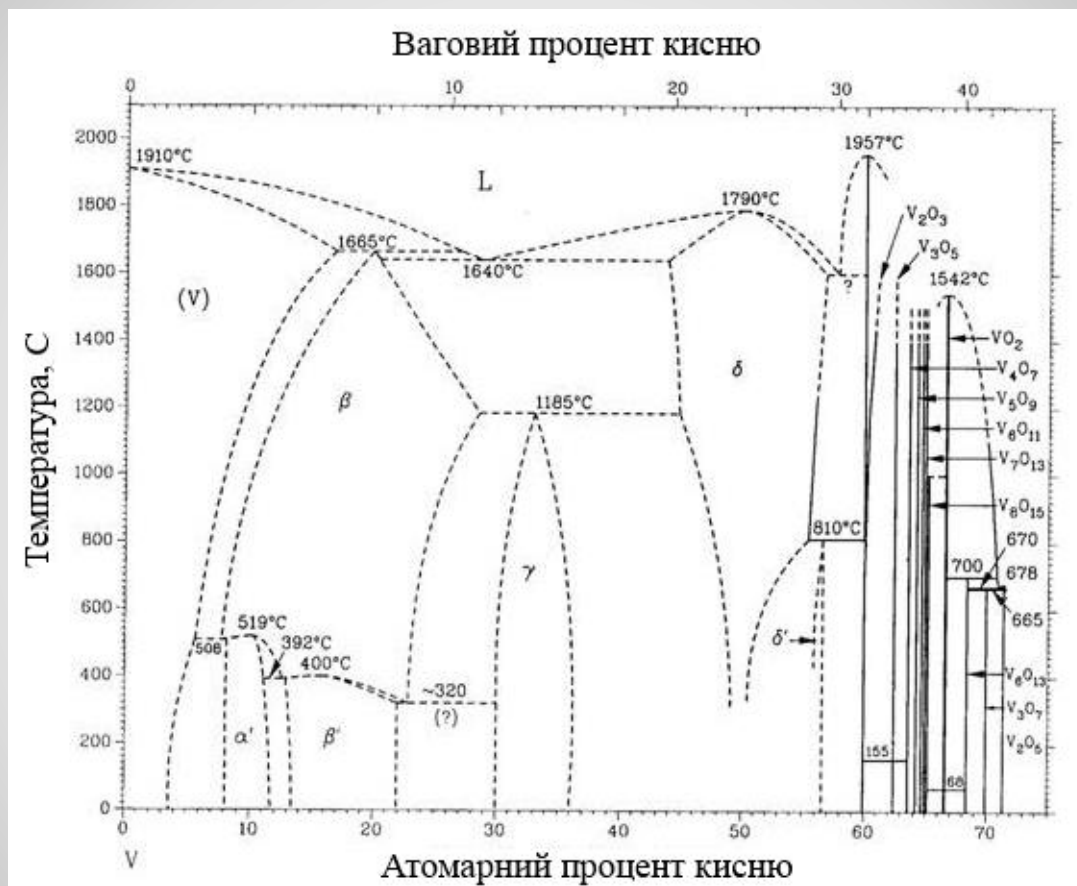 Ваговий процент кисню
0 10 20 30 40
Температура, С
2000
1800
1600
1400
1200
1000
800
600
400
200
0
1910°C
L
1957°C
1790°C
V₂O₃
V₃O₅
1665°C
1640°C
?
1542°C
(V)
VO₂
β
δ
V₄O₇
1185°C
V₅O₉
V₆O₁₁
V₇O₁₃
V₈O₁₅
810°C
670
γ
700
678
665
519°C
508
392°C
400°C
δ'
~320
(?)
V₆O₁₃
V₃O₇
α'
β'
V₂O₅
155
68
0 10 20 30 40 50 60 70
V
Атомарний процент кисню